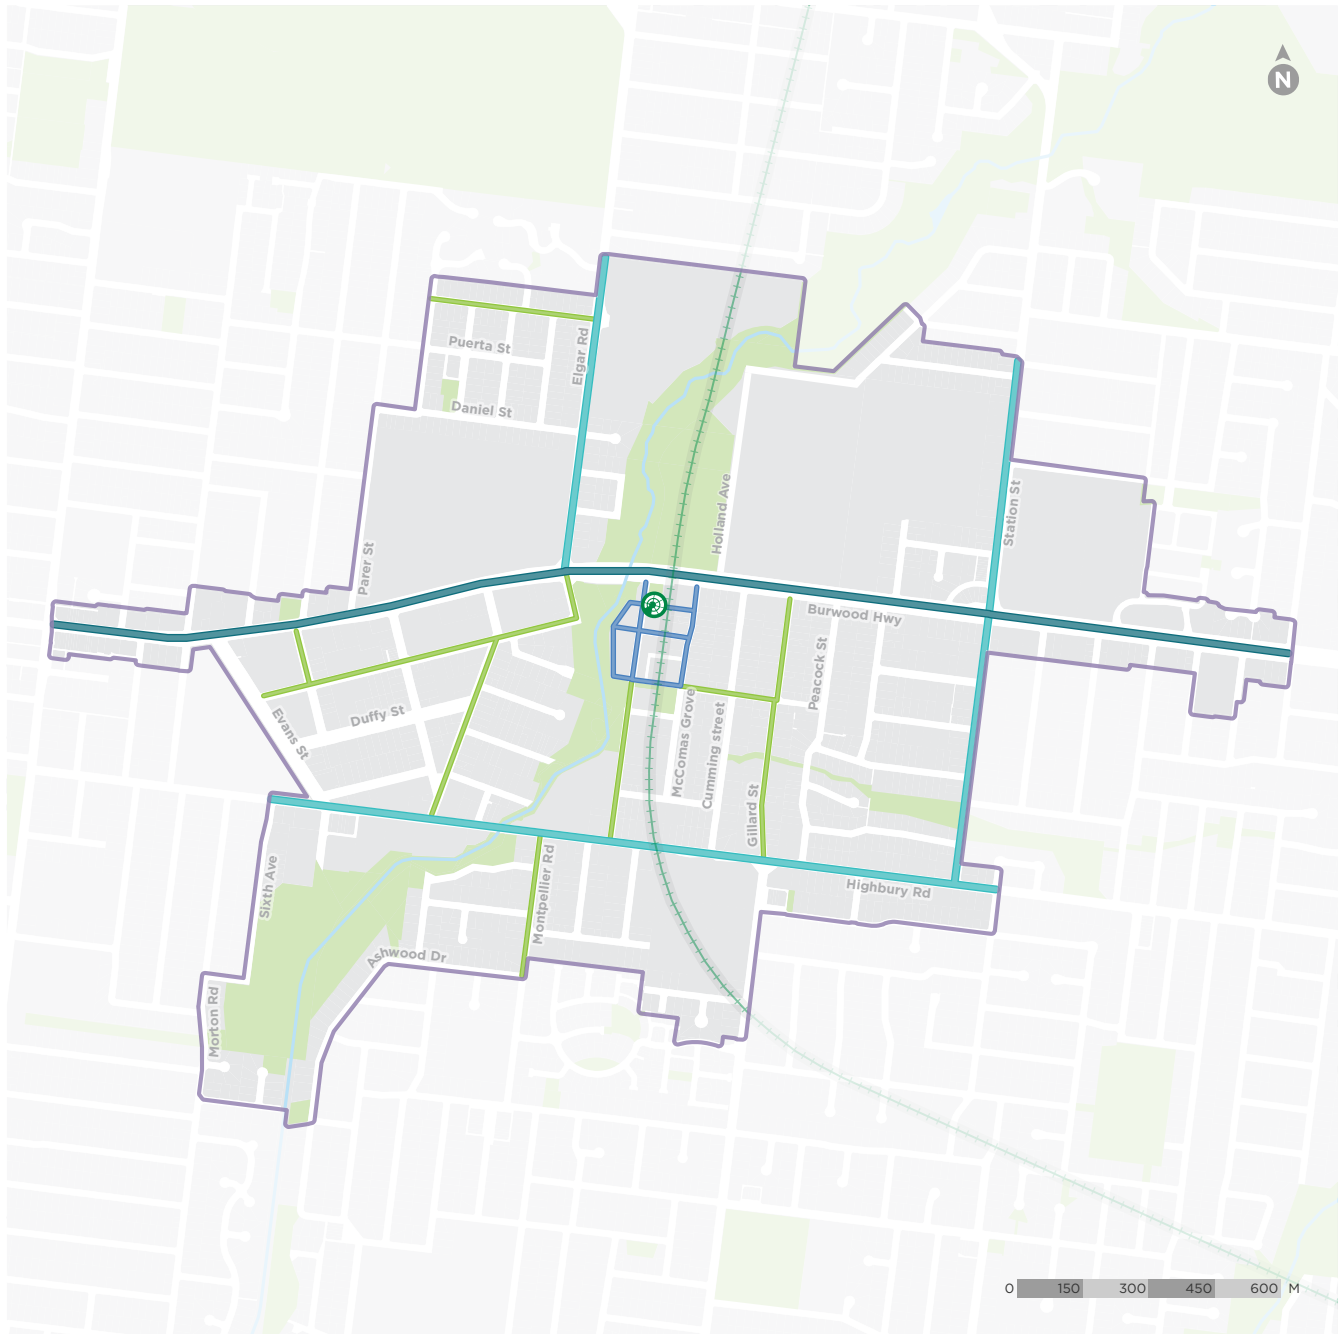 N
Puerta St
Elgar Rd
Daniel St
Holland Ave
Station St
Parer St
Burwood Hwy
Peacock St
Evans St
Duffy St
McComas Grove
Cumming street
Gillard St
Highbury Rd
Sixth Ave
Montpellier Rd
Ashwood Dr
Morton Rd
0 150 300 450 600 M